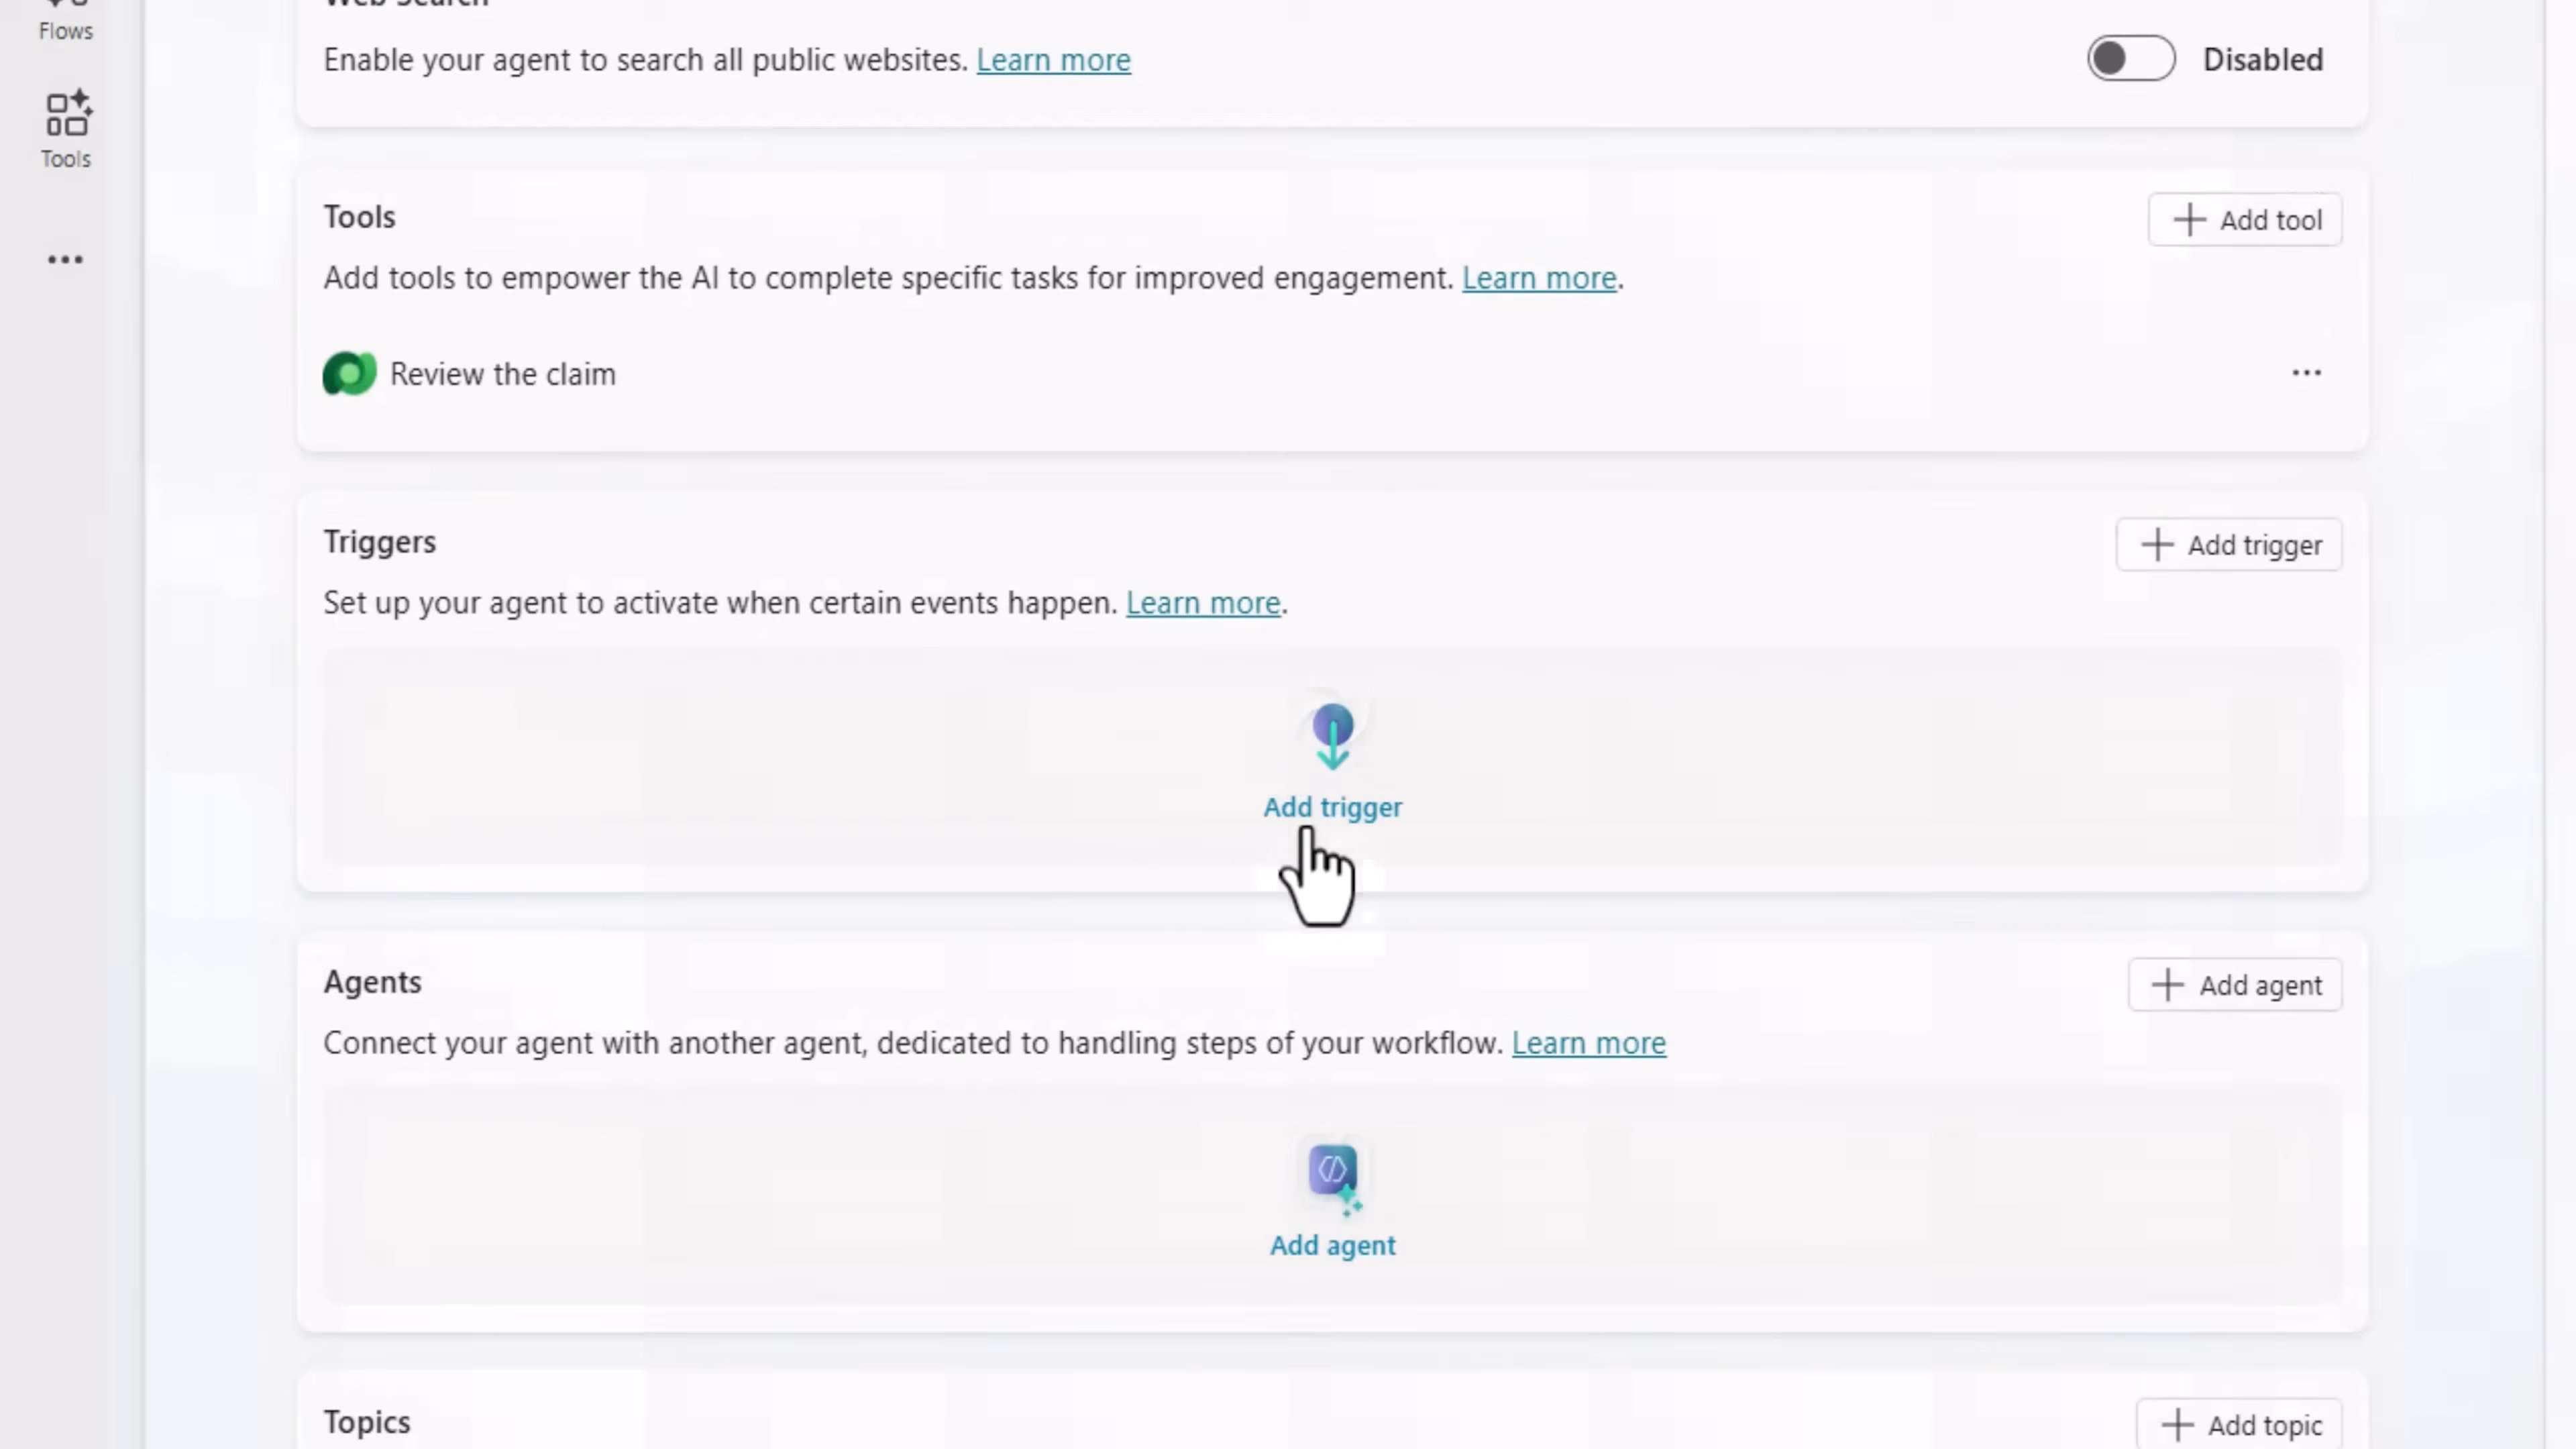 Flows
Tools
Web Search
Enable your agent to search all public websites. Learn more
Disabled
Tools
Add tool
Add tools to empower the AI to complete specific tasks for improved engagement. Learn more.
Review the claim
Triggers
Add trigger
Set up your agent to activate when certain events happen. Learn more.
Add trigger
Agents
Add agent
Connect your agent with another agent, dedicated to handling steps of your workflow. Learn more
Add agent
Topics
Add topic